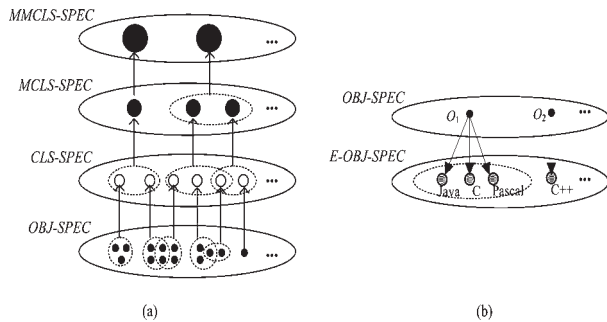 MMCLS-SPEC
...
MCLS-SPEC
...
CLS-SPEC
...
OBJ-SPEC
...
(a)
OBJ-SPEC
O1 O2 ...
E-OBJ-SPEC
Java C Pascal C++ ...
(b)